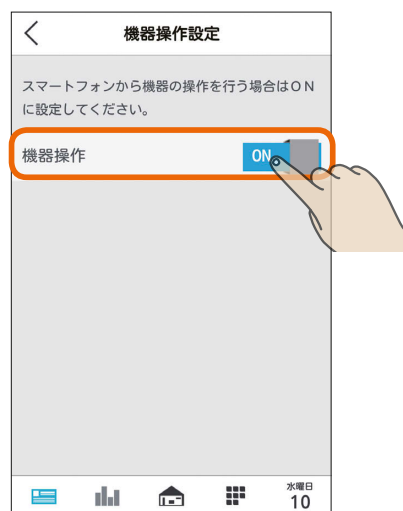 機器操作設定
スマートフォンから機器の操作を行う場合はＯＮ
に設定してください。
機器操作
ON
水曜日
10